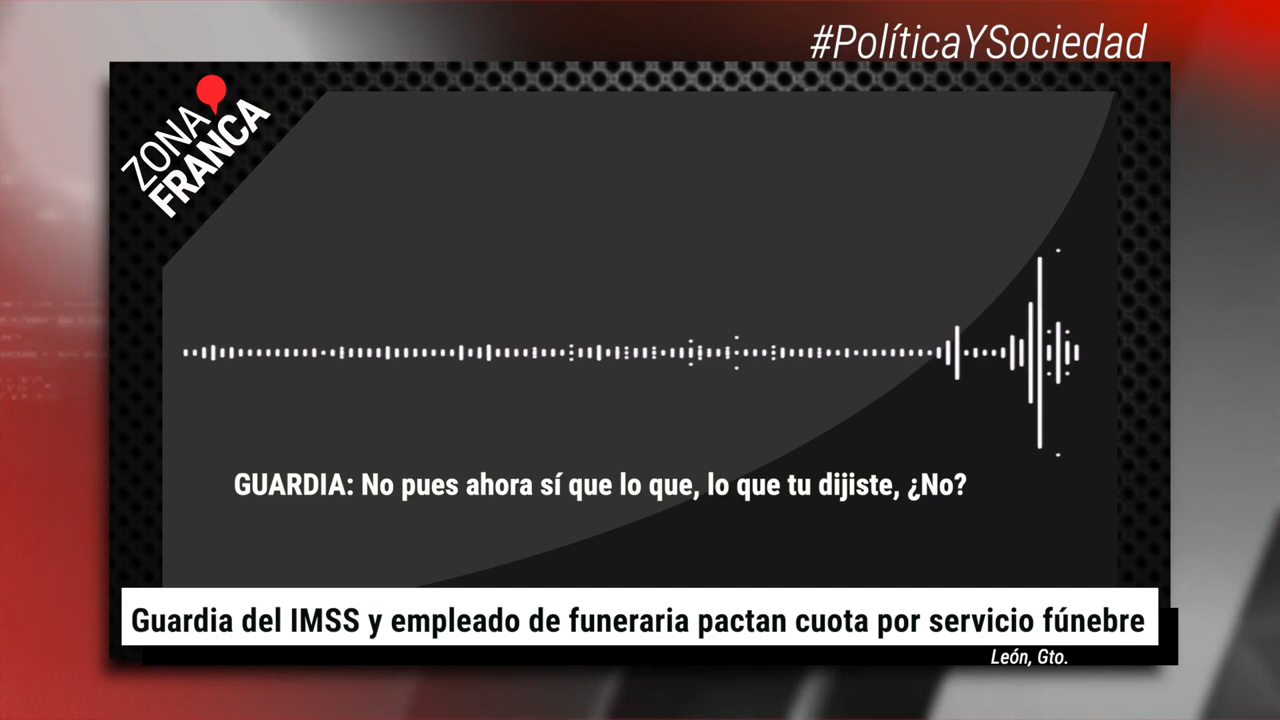 #PolíticaYSociedad
ZONA
FRANCA
GUARDIA: No pues ahora sí que lo que, lo que tu dijiste, ¿No?
Guardia del IMSS y empleado de funeraria pactan cuota por servicio fúnebre
León, Gto.